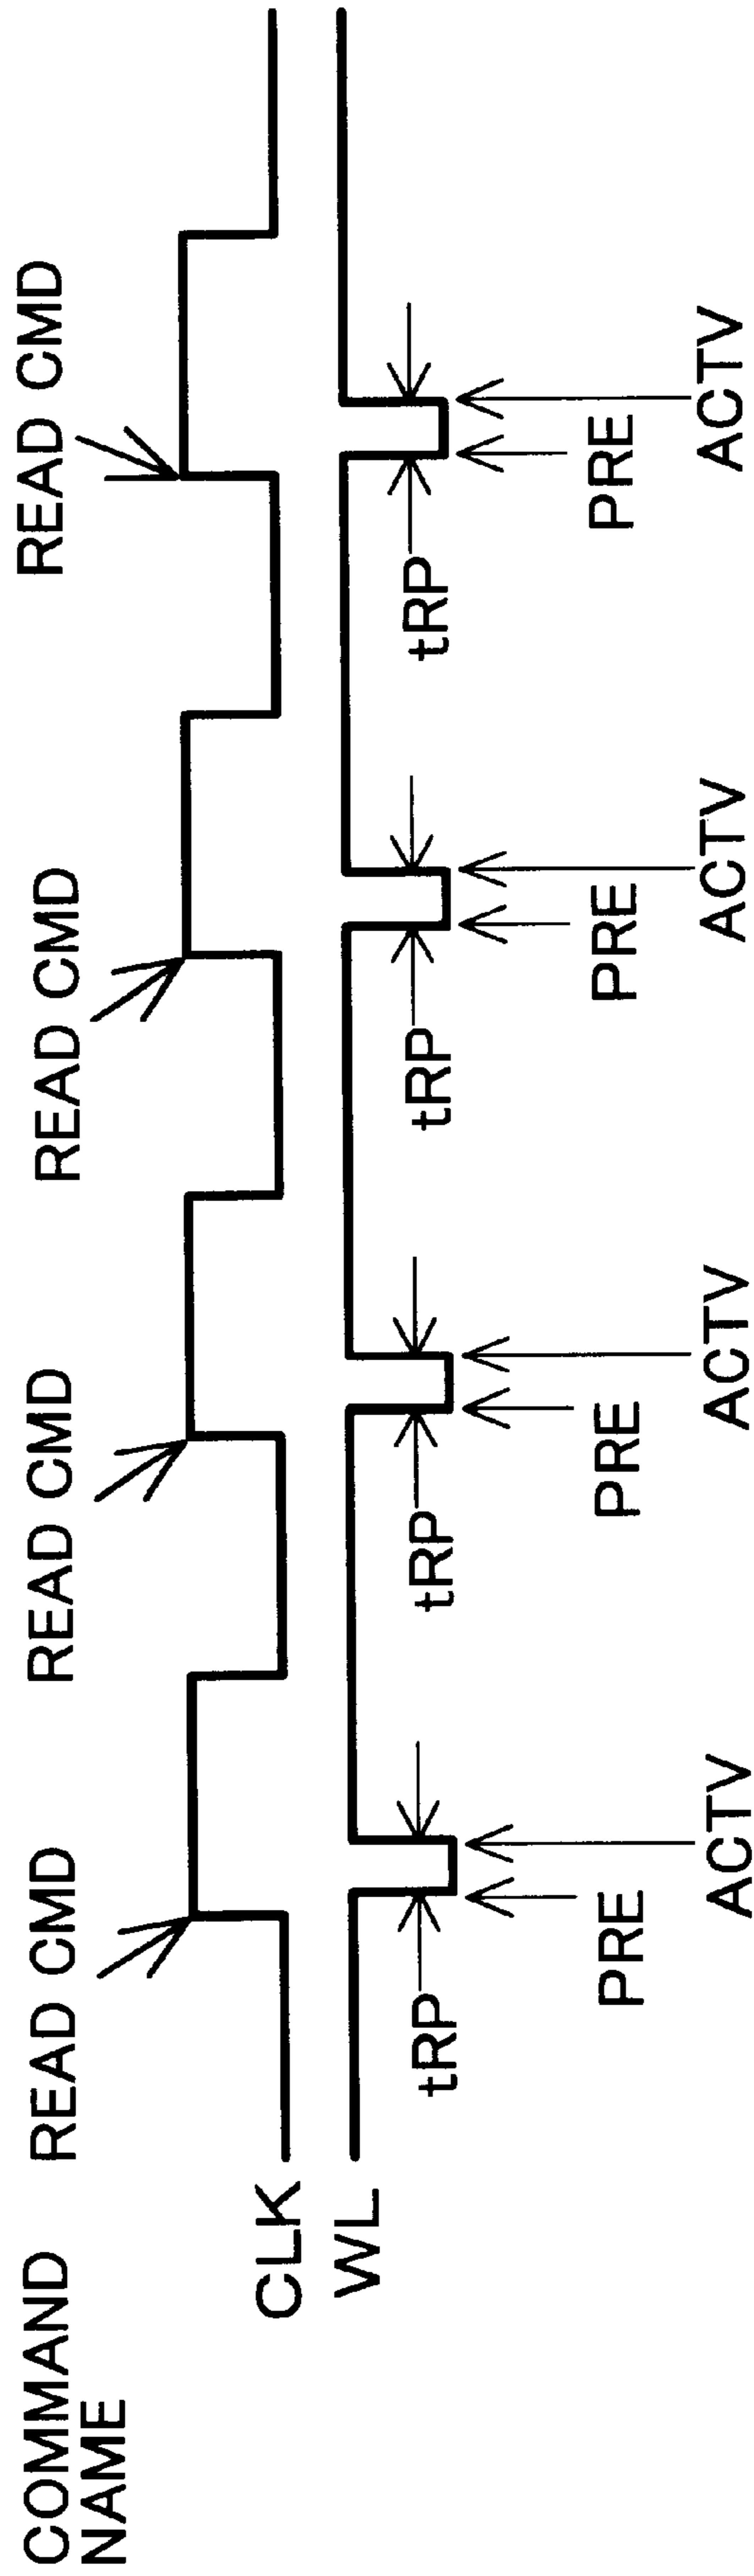 COMMAND
NAME
READ CMD
READ CMD
READ CMD
READ CMD
CLK
WL
tRP
tRP
tRP
tRP
PRE
PRE
PRE
PRE
ACTV
ACTV
ACTV
ACTV